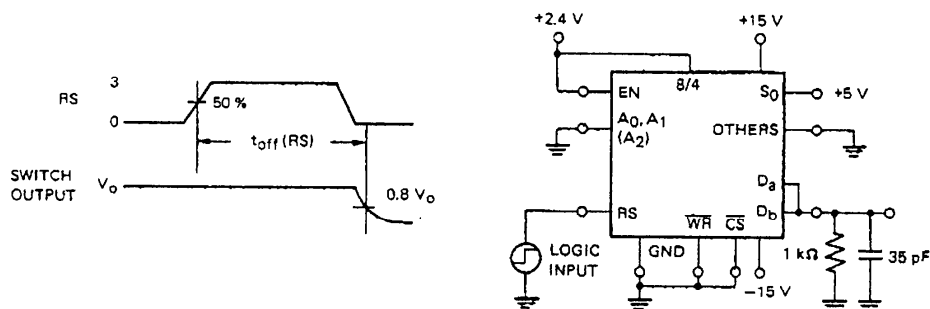 RS
3
0
50 %
t_off (RS)
SWITCH
OUTPUT
V_o
0.8 V_o
+2.4 V
+15 V
8/4
EN
S_0
+5 V
A_0, A_1
(A_2)
OTHERS
D_a
D_b
RS
WR
CS
GND
LOGIC
INPUT
-15 V
1 kΩ
35 pF